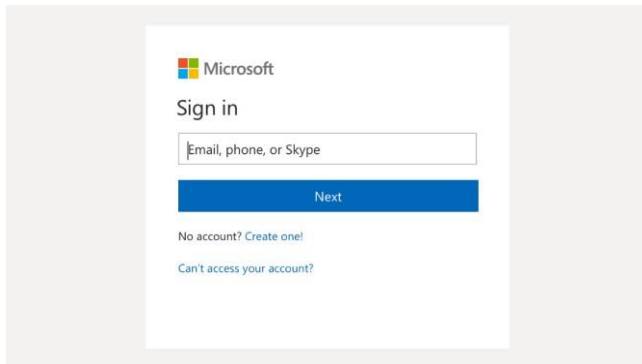 Microsoft
Sign in
Email, phone, or Skype
Next
No account? Create one!
Can't access your account?